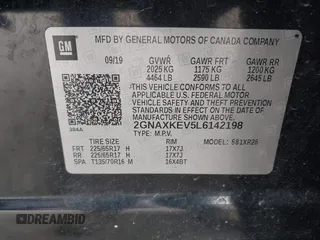 GM
MFD BY GENERAL MOTORS OF CANADA COMPANY
09/19 GVWR GAWR FRT GAWR RR
2025 KG 1175 KG 1200 KG
4464 LB 2590 LB 2645 LB
THIS VEHICLE CONFORMS TO ALL APPLICABLE U.S. FEDERAL MOTOR VEHICLE SAFETY, BUMPER, AND THEFT PREVENTION STANDARDS IN EFFECT ON THE DATE OF MANUFACTURE SHOWN ABOVE.
2GNAXKEV5L6142198
TYPE: M.P.V. MODEL: 
TIRE SIZE RIM
FRT 225/65R17 H 17X7J
RR 225/65R17 H 17X7J
SPA T135/70R16 M 16X4BT
DREAMBID ODREAMBID.COM